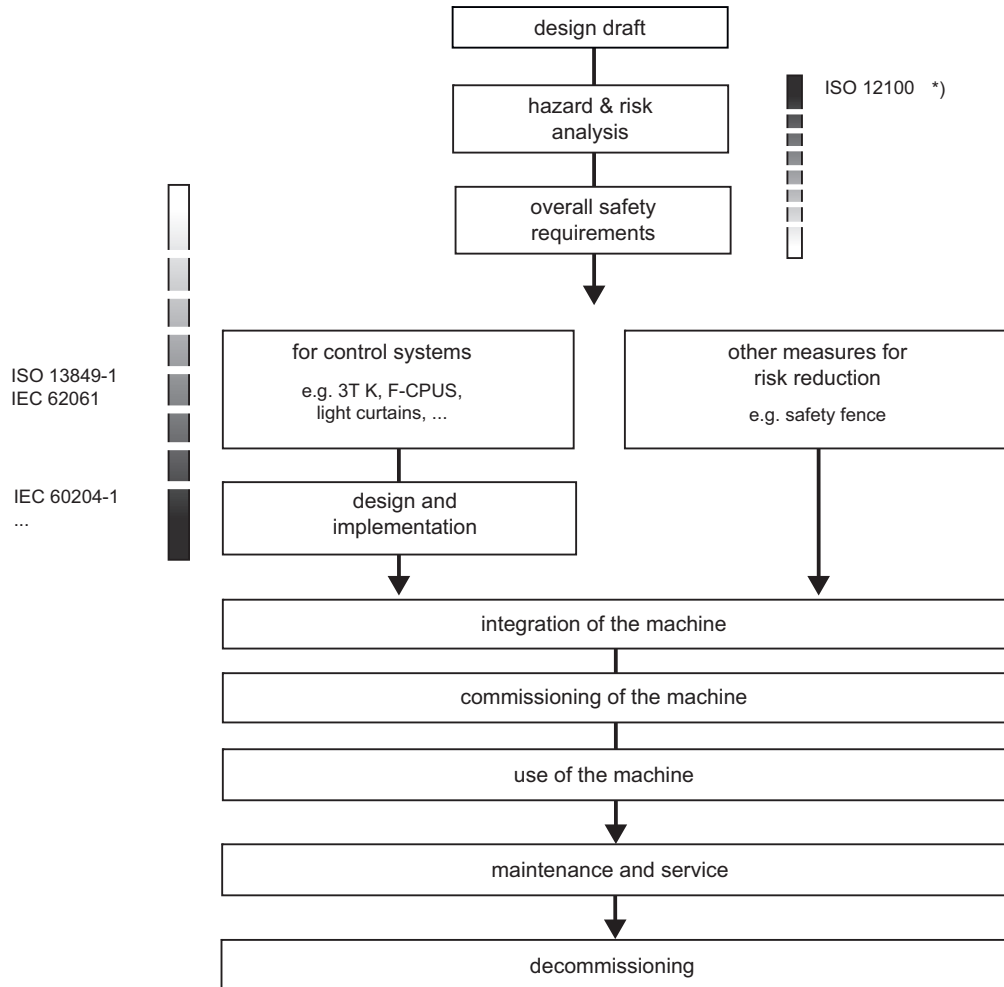 design draft
ISO 12100 *)
hazard & risk
analysis
overall safety
requirements
for control systems
e.g. 3T K, F-CPUS,
light curtains, ...
other measures for
risk reduction
e.g. safety fence
ISO 13849-1
IEC 62061
IEC 60204-1
...
design and
implementation
integration of the machine
commissioning of the machine
use of the machine
maintenance and service
decommissioning